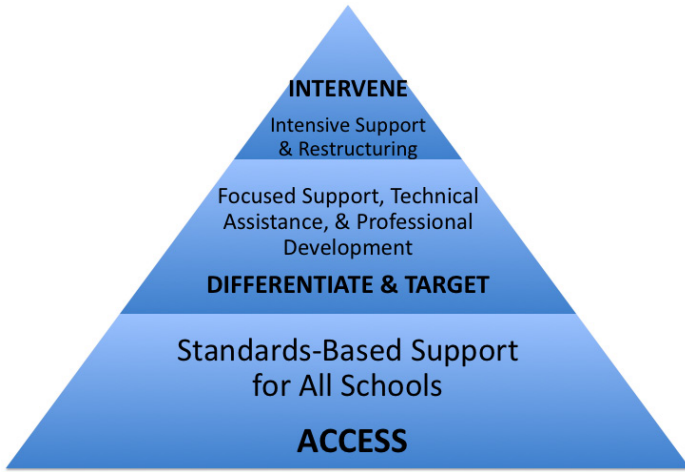 INTERVENE
Intensive Support
& Restructuring
Focused Support, Technical
Assistance, & Professional
Development
DIFFERENTIATE & TARGET
Standards-Based Support
for All Schools
ACCESS